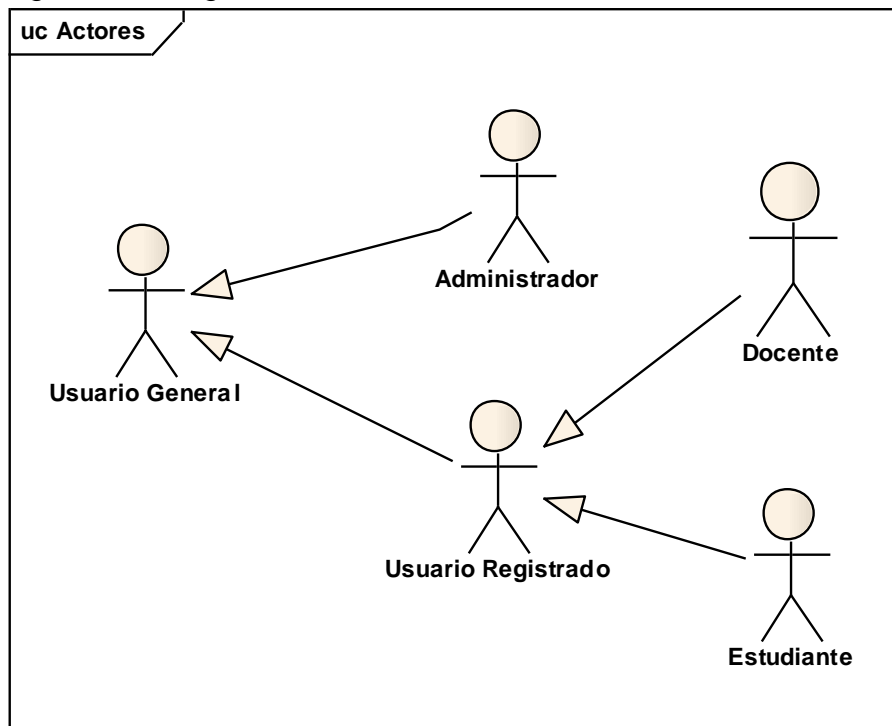 uc Actores
Administrador
Docente
Usuario General
Usuario Registrado
Estudiante